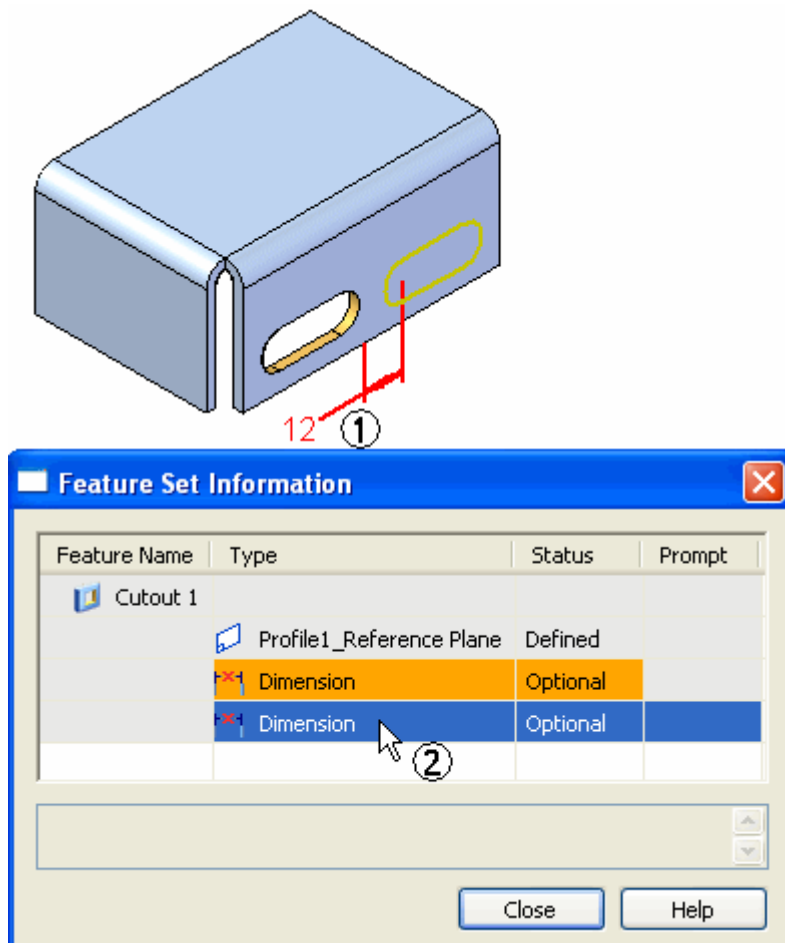 12 1
Feature Set Information
Feature Name Type Status Prompt
Cutout 1
Profile1_Reference Plane Defined
Dimension Optional
Dimension Optional
2
Close Help